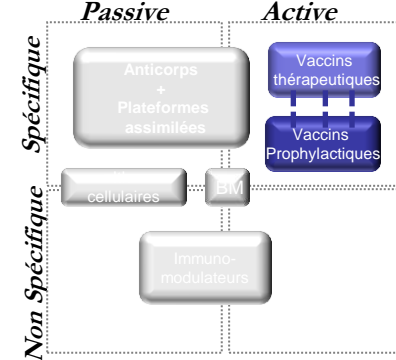 Passive
Active
Spécifique
Anticorps
+
Plateformes
assimilées
Vaccins
thérapeutiques
Vaccins
Prophylactiques
cellulaires
BM
Non Spécifique
Immuno-
modulateurs